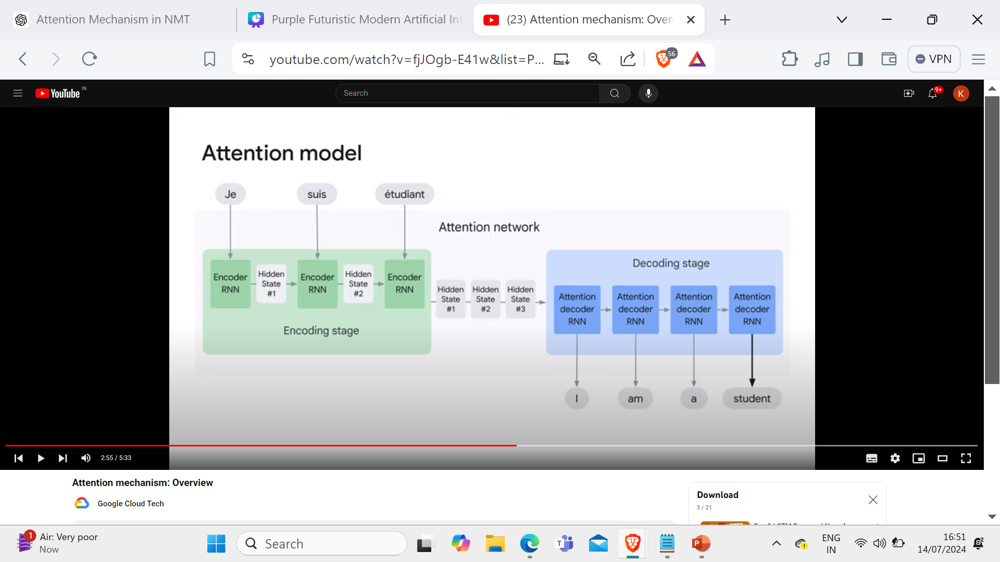 Attention Mechanism in NMT
Purple Futuristic Modern Artificial Int
(23) Attention mechanism: Over
youtube.com/watch?v=fjJOgb-E41w&list=P...
56
VPN
YouTube IN
Search
9+
K
Attention model
Je
suis
étudiant
Attention network
Encoder
RNN
Hidden
State
#1
Encoder
RNN
Hidden
State
#2
Encoder
RNN
Encoding stage
Hidden
State
#1
Hidden
State
#2
Hidden
State
#3
Decoding stage
Attention
decoder
RNN
Attention
decoder
RNN
Attention
decoder
RNN
Attention
decoder
RNN
I
am
a
student
2:55 / 5:33
Attention mechanism: Overview
Google Cloud Tech
Download
3 / 21
1
Air: Very poor
Now
Search
ENG
IN
16:51
14/07/2024